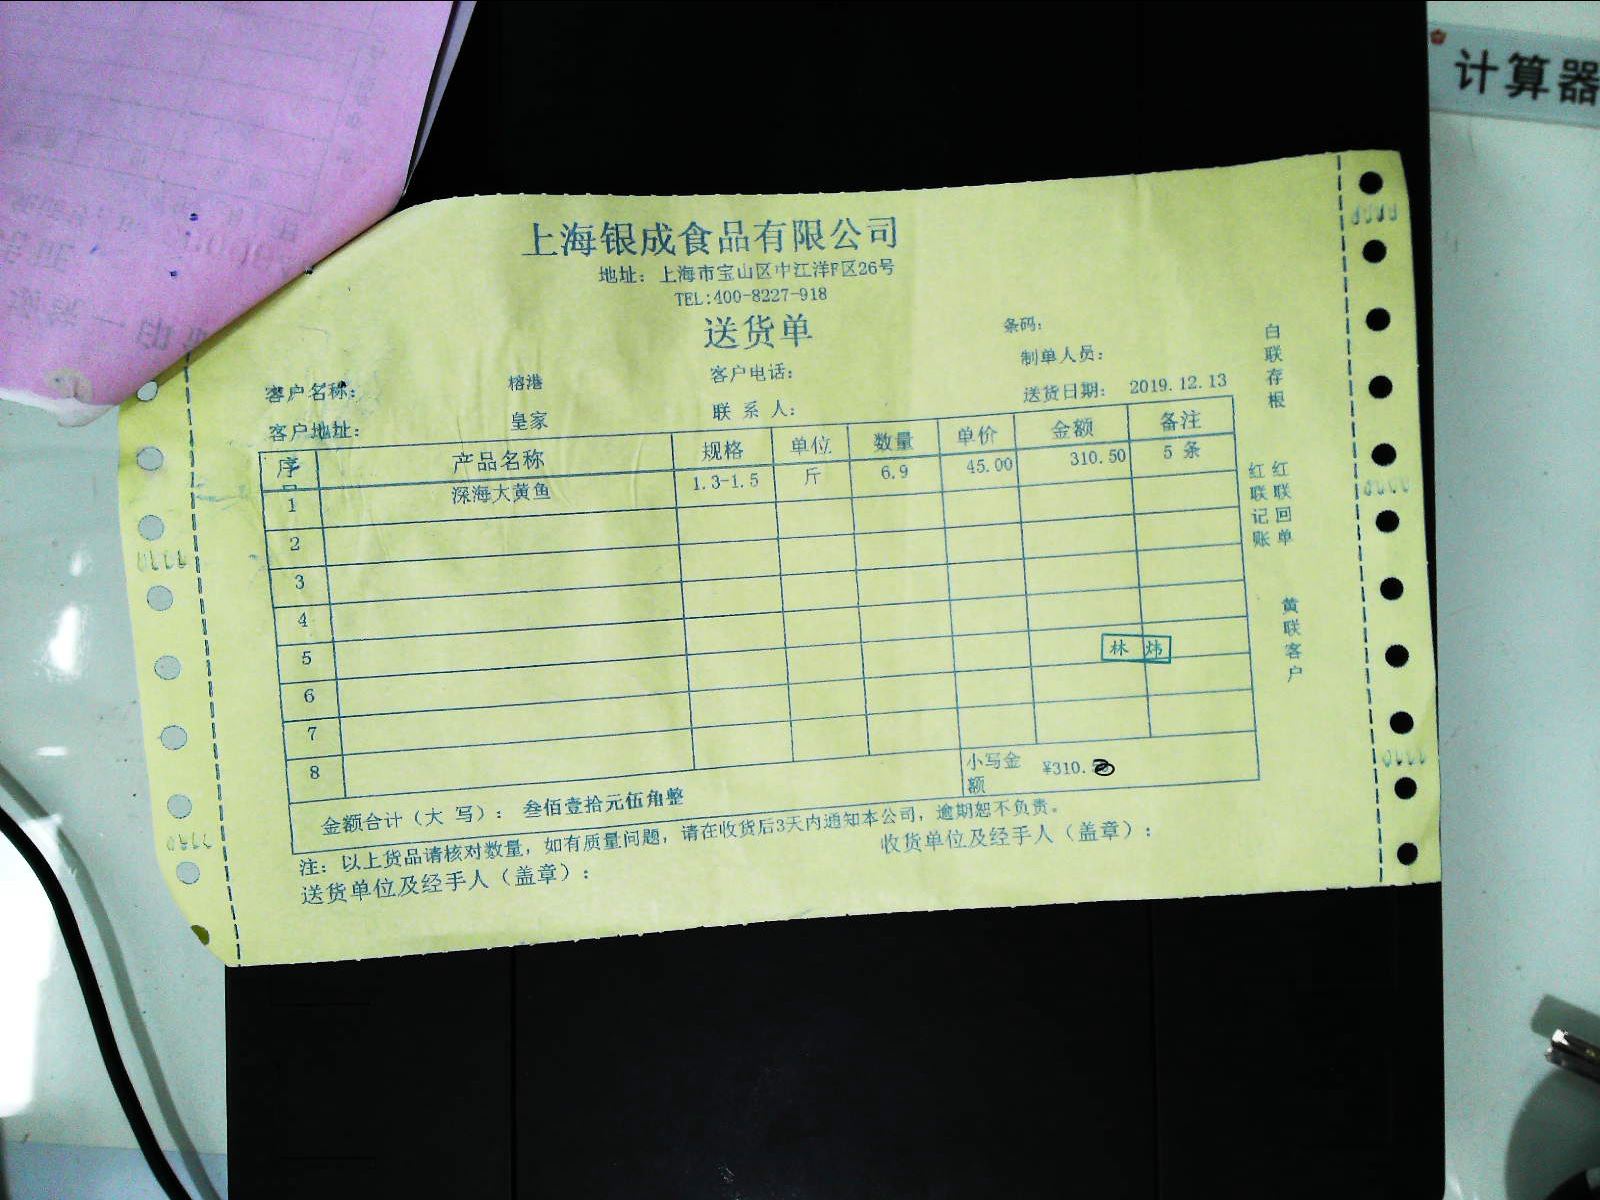 计算器
上海银成食品有限公司
地址：上海市宝山区中江洋F区26号
TEL:400-8227-918
送货单
条码：
客户名称： 榕港 客户电话： 制单人员：
客户地址： 皇家 联 系 人： 送货日期： 2019.12.13
序 产品名称 规格 单位 数量 单价 金额 备注
1 深海大黄鱼 1.3-1.5 斤 6.9 45.00 310.50 5 条
2
3
4
5
林 炜
6
7
8
小写金额 ¥310.
金额合计（大 写）： 叁佰壹拾元伍角整
注：以上货品请核对数量，如有质量问题，请在收货后3天内通知本公司，逾期恕不负责。
送货单位及经手人（盖章）： 收货单位及经手人（盖章）：
白联存根
红联记账
红联回单
黄联客户